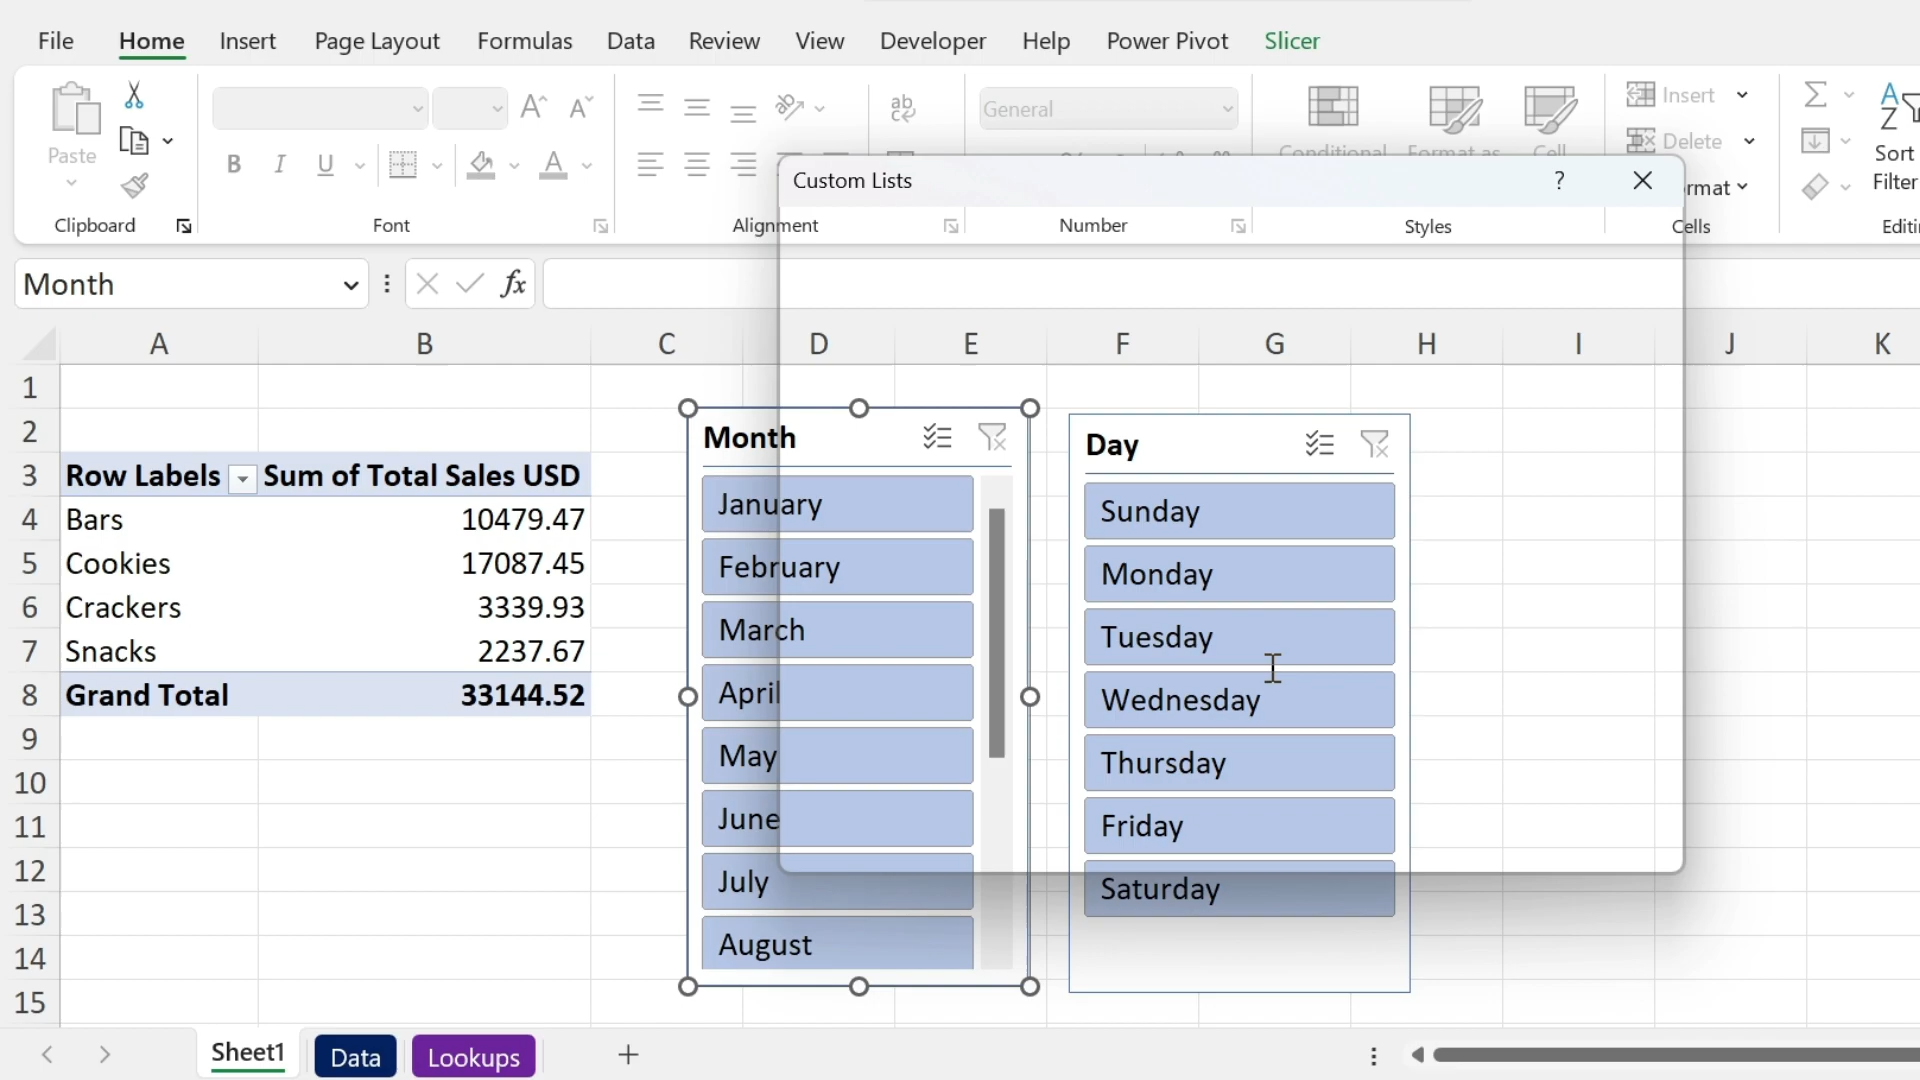 File Home Insert Page Layout Formulas Data Review View Developer Help Power Pivot Slicer
Paste
Clipboard
B I U
A
Font
ab
Alignment
General
Number
Conditional Format as Cell
Styles
Insert
Delete
rmat
Cells
Sort
Filter
Editi
Custom Lists ? ×
Month
fx
A B C D E F G H I J K
1
2
3 Row Labels Sum of Total Sales USD
4 Bars 10479.47
5 Cookies 17087.45
6 Crackers 3339.93
7 Snacks 2237.67
8 Grand Total 33144.52
9
10
11
12
13
14
15
Month
January
February
March
April
May
June
July
August
Day
Sunday
Monday
Tuesday
Wednesday
Thursday
Friday
Saturday
Sheet1 Data Lookups +